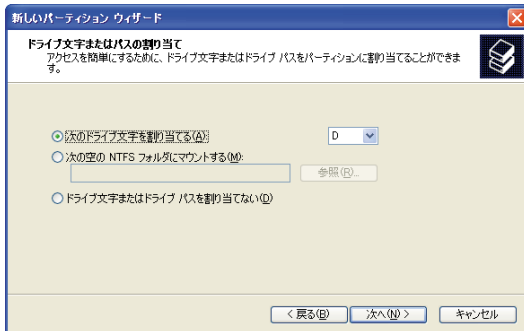 新しいパーティション ウィザード
ドライブ文字またはパスの割り当て
アクセスを簡単にするために、ドライブ文字またはドライブ パスをパーティションに割り当てることができま
す。
次のドライブ文字を割り当てる(A): D
次の空の NTFS フォルダにマウントする(M):
参照(R)...
ドライブ文字またはドライブ パスを割り当てない(D)
< 戻る(B) 次へ(N) > キャンセル